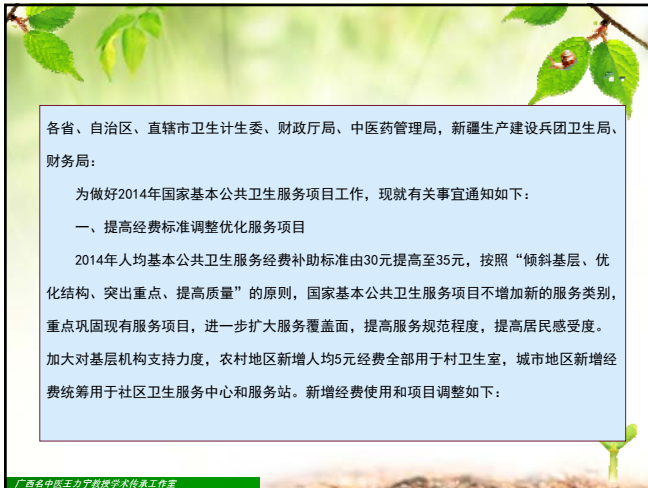 各省、自治区、直辖市卫生计生委、财政厅局、中医药管理局，新疆生产建设兵团卫生局、
财务局：
为做好2014年国家基本公共卫生服务项目工作，现就有关事宜通知如下：
一、提高经费标准调整优化服务项目
2014年人均基本公共卫生服务经费补助标准由30元提高至35元，按照“倾斜基层、优
化结构、突出重点、提高质量”的原则，国家基本公共卫生服务项目不增加新的服务类别，
重点巩固现有服务项目，进一步扩大服务覆盖面，提高服务规范程度，提高居民感受度。
加大对基层机构支持力度，农村地区新增人均5元经费全部用于村卫生室，城市地区新增经
费统筹用于社区卫生服务中心和服务站。新增经费使用和项目调整如下：
广西名中医王力宁教授学术传承工作室